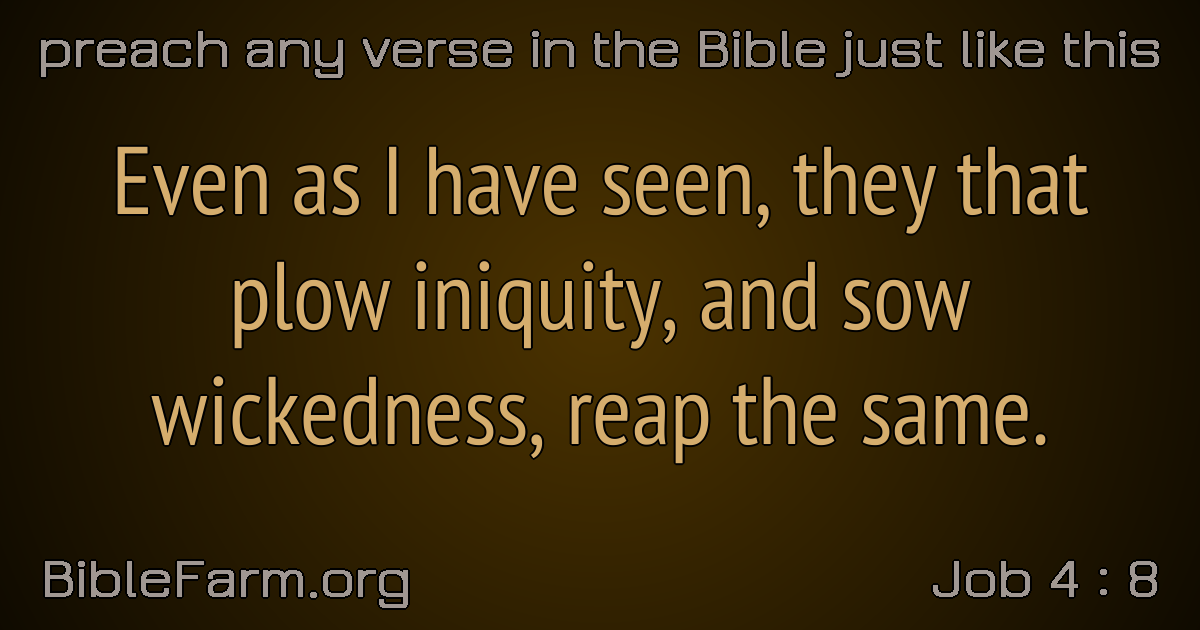 preach any verse in the Bible just like this
Even as I have seen, they that
plow iniquity, and sow
wickedness, reap the same.
BibleFarm.org
Job 4 : 8